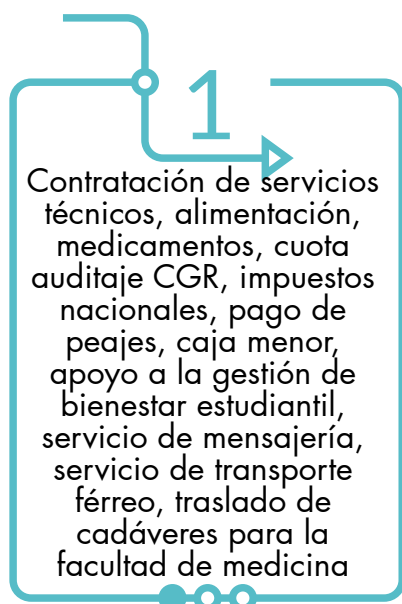 1
Contratación de servicios
técnicos, alimentación,
medicamentos, cuota
auditaje CGR, impuestos
nacionales, pago de
peajes, caja menor,
apoyo a la gestión de
bienestar estudiantil,
servicio de mensajería,
servicio de transporte
férreo, traslado de
cadáveres para la
facultad de medicina